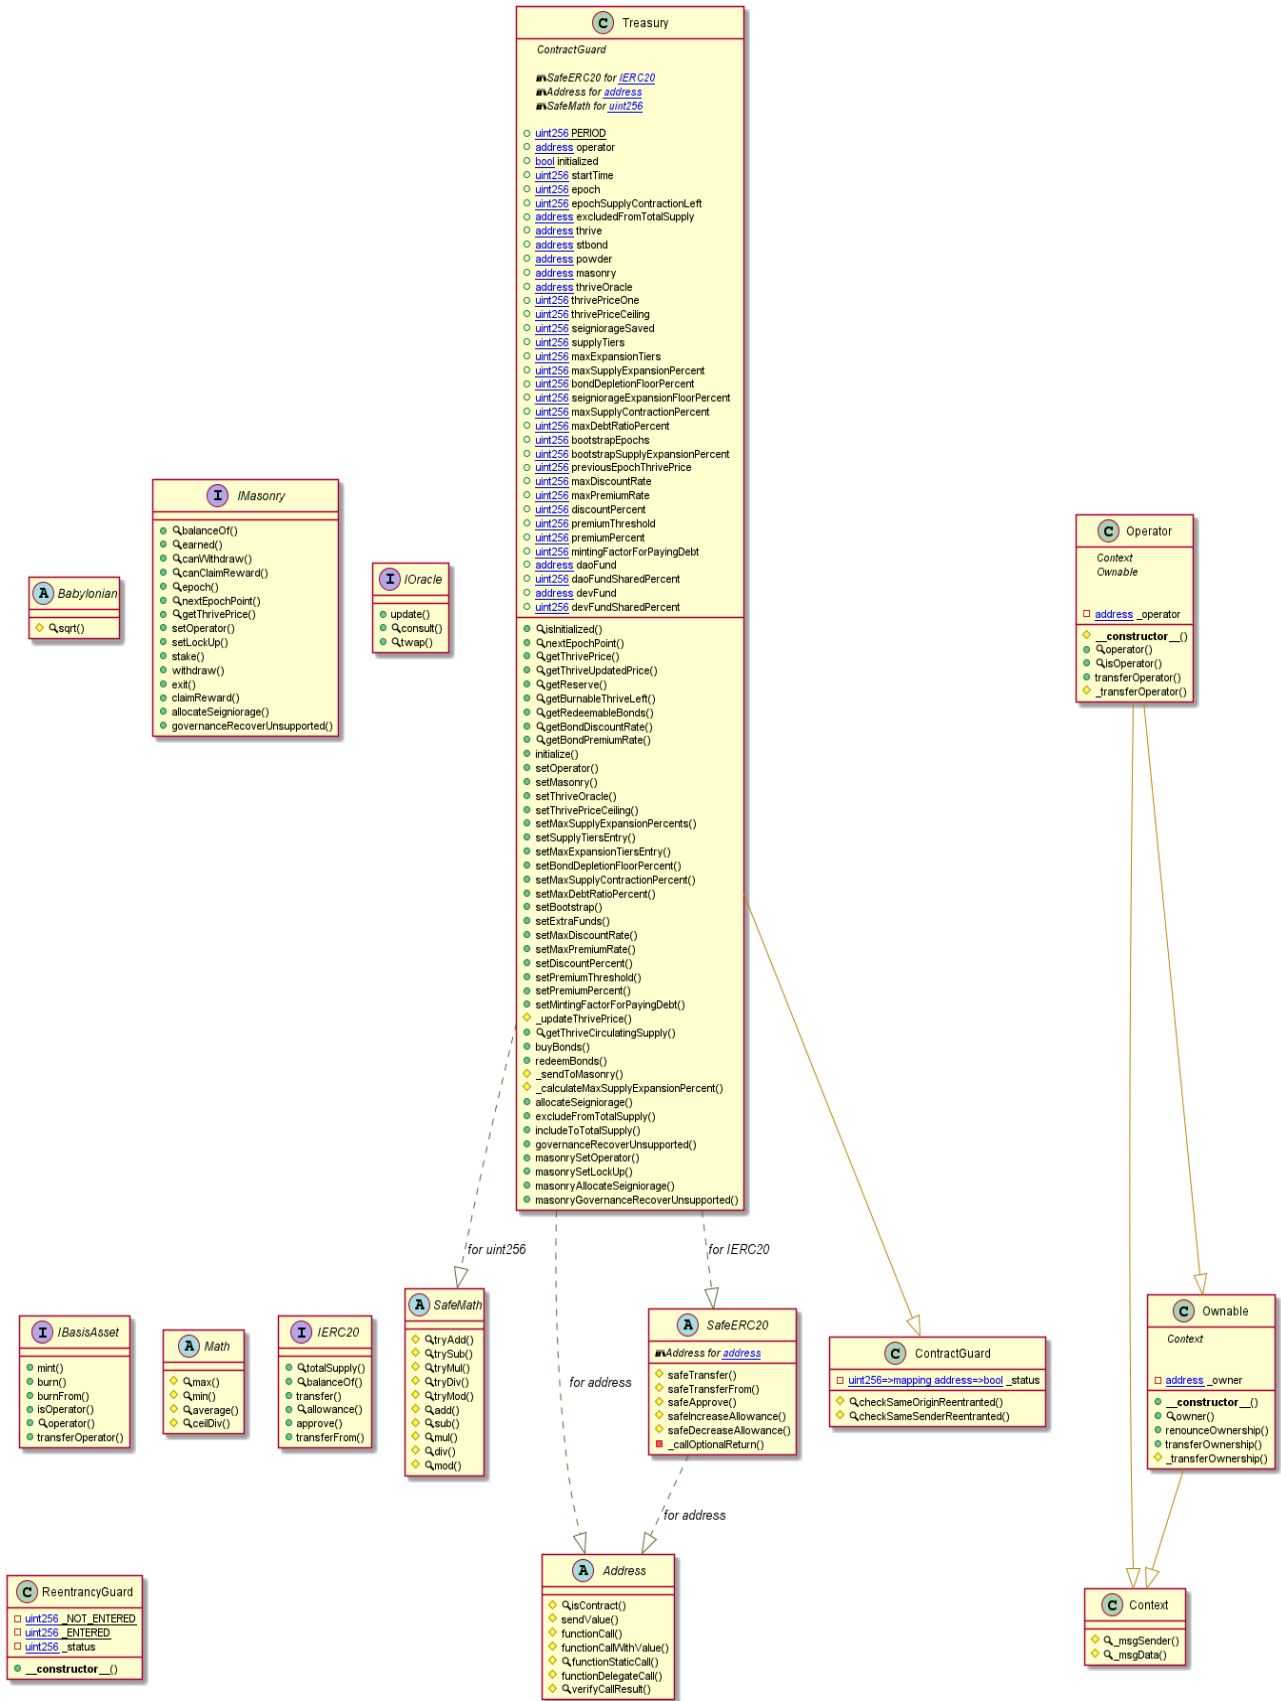 C Treasury
ContractGuard
SafeERC20 for IERC20
Address for address
SafeMath for uint256
uint256 PERIOD
address operator
bool initialized
uint256 startTime
uint256 epoch
uint256 epochSupplyContractionLeft
address excludedFromTotalSupply
address thrive
address stbond
address powder
address masonry
address thriveOracle
uint256 thrivePriceOne
uint256 thrivePriceCeiling
uint256 seigniorageSaved
uint256 supplyTiers
uint256 maxExpansionTiers
uint256 maxSupplyExpansionPercent
uint256 bondDepletionFloorPercent
uint256 seigniorageExpansionFloorPercent
uint256 maxSupplyContractionPercent
uint256 maxDebtRatioPercent
uint256 bootstrapEpochs
uint256 bootstrapSupplyExpansionPercent
uint256 previousEpochThrivePrice
uint256 maxDiscountRate
uint256 maxPremiumRate
uint256 discountPercent
uint256 premiumThreshold
uint256 premiumPercent
uint256 mintingFactorForPayingDebt
address daoFund
uint256 daoFundSharedPercent
address devFund
uint256 devFundSharedPercent
isInitialized()
nextEpochPoint()
getThrivePrice()
getThriveUpdatedPrice()
getReserve()
getBurnableThriveLeft()
getRedeemableBonds()
getBondDiscountRate()
getBondPremiumRate()
initialize()
setOperator()
setMasonry()
setThriveOracle()
setThrivePriceCeiling()
setMaxSupplyExpansionPercents()
setSupplyTiersEntry()
setMaxExpansionTiersEntry()
setBondDepletionFloorPercent()
setMaxSupplyContractionPercent()
setMaxDebtRatioPercent()
setBootstrap()
setExtraFunds()
setMaxDiscountRate()
setMaxPremiumRate()
setDiscountPercent()
setPremiumThreshold()
setPremiumPercent()
setMintingFactorForPayingDebt()
_updateThrivePrice()
getThriveCirculatingSupply()
buyBonds()
redeemBonds()
_sendToMasonry()
_calculateMaxSupplyExpansionPercent()
allocateSeigniorage()
excludeFromTotalSupply()
includeToTotalSupply()
governanceRecoverUnsupported()
masonrySetOperator()
masonrySetLockUp()
masonryAllocateSeigniorage()
masonryGovernanceRecoverUnsupported()
A Babylonian
sqrt()
I IMasonry
balanceOf()
earned()
canWithdraw()
canClaimReward()
epoch()
nextEpochPoint()
getThrivePrice()
setOperator()
setLockUp()
stake()
withdraw()
exit()
claimReward()
allocateSeigniorage()
governanceRecoverUnsupported()
I IOracle
update()
consult()
twap()
C Operator
Context
Ownable
address _operator
__constructor__()
operator()
isOperator()
transferOperator()
_transferOperator()
for uint256
for address
for IERC20
I IBasisAsset
mint()
burn()
burnFrom()
isOperator()
operator()
transferOperator()
A Math
max()
min()
average()
ceilDiv()
I IERC20
totalSupply()
balanceOf()
transfer()
allowance()
approve()
transferFrom()
A SafeMath
tryAdd()
trySub()
tryMul()
tryDiv()
tryMod()
add()
sub()
mul()
div()
mod()
A SafeERC20
Address for address
safeTransfer()
safeTransferFrom()
safeApprove()
safeIncreaseAllowance()
safeDecreaseAllowance()
_callOptionalReturn()
C ContractGuard
uint256=>mapping address=>bool _status
checkSameOriginReentranted()
checkSameSenderReentranted()
C Ownable
Context
address _owner
__constructor__()
owner()
renounceOwnership()
transferOwnership()
_transferOwnership()
for address
C ReentrancyGuard
uint256 _NOT_ENTERED
uint256 _ENTERED
uint256 _status
__constructor__()
A Address
isContract()
sendValue()
functionCall()
functionCallWithValue()
functionStaticCall()
functionDelegateCall()
verifyCallResult()
C Context
_msgSender()
_msgData()